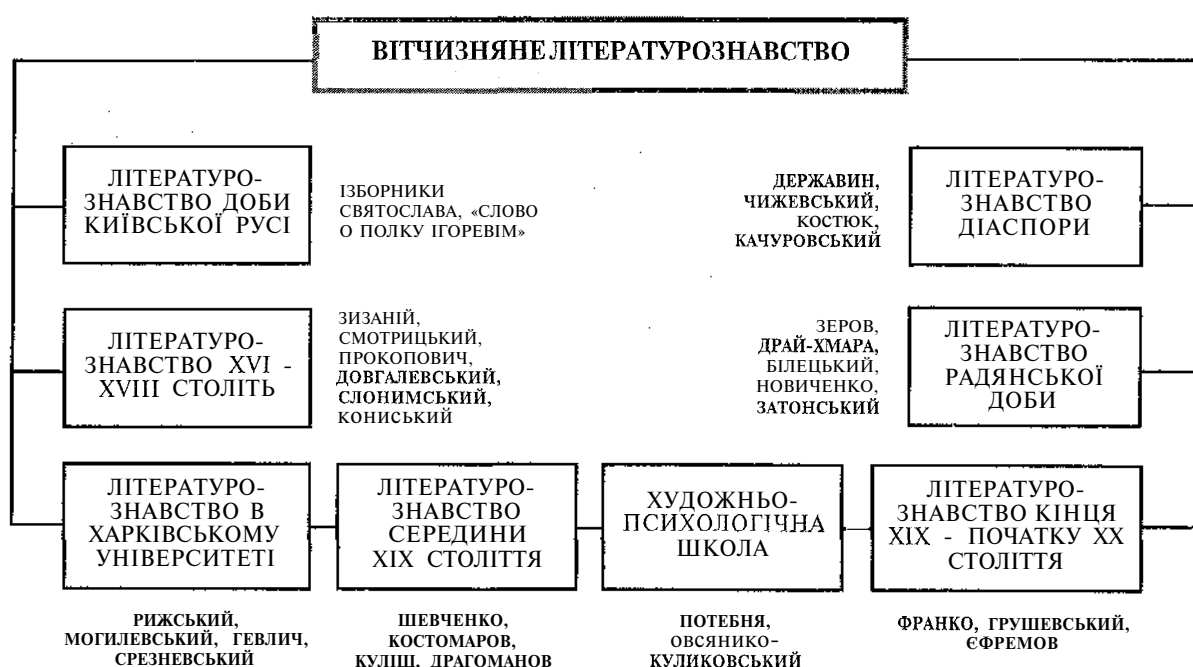 ВІТЧИЗНЯНЕ ЛІТЕРАТУРОЗНАВСТВО
ЛІТЕРАТУРО-
ЗНАВСТВО ДОБИ
КИЇВСЬКОЇ РУСІ
ІЗБОРНИКИ
СВЯТОСЛАВА, «СЛОВО
О ПОЛКУ ІГОРЕВІМ»
ДЕРЖАВИН,
ЧИЖЕВСЬКИЙ,
КОСТЮК,
КАЧУРОВСЬКИЙ
ЛІТЕРАТУРО-
ЗНАВСТВО
ДІАСПОРИ
ЛІТЕРАТУРО-
ЗНАВСТВО XVI -
XVIII СТОЛІТЬ
ЗИЗАНІЙ,
СМОТРИЦЬКИЙ,
ПРОКОПОВИЧ,
ДОВГАЛЕВСЬКИЙ,
СЛОНИМСЬКИЙ,
КОНИСЬКИЙ
ЗЕРОВ,
ДРАЙ-ХМАРА,
БІЛЕЦЬКИЙ,
НОВИЧЕНКО,
ЗАТОНСЬКИЙ
ЛІТЕРАТУРО-
ЗНАВСТВО
РАДЯНСЬКОЇ
ДОБИ
ЛІТЕРАТУРО-
ЗНАВСТВО В
ХАРКІВСЬКОМУ
УНІВЕРСИТЕТІ
ЛІТЕРАТУРО-
ЗНАВСТВО
СЕРЕДИНИ
XIX СТОЛІТТЯ
ХУДОЖНЬО-
ПСИХОЛОГІЧНА
ШКОЛА
ЛІТЕРАТУРО-
ЗНАВСТВО КІНЦЯ
XIX - ПОЧАТКУ XX
СТОЛІТТЯ
РИЖСЬКИЙ,
МОГИЛЕВСЬКИЙ, ГЕВЛИЧ,
СРЕЗНЕВСЬКИЙ
ШЕВЧЕНКО,
КОСТОМАРОВ,
КУЛІШ, ДРАГОМАНОВ
ПОТЕБНЯ,
ОВСЯНИКО-
КУЛИКОВСЬКИЙ
ФРАНКО, ГРУШЕВСЬКИЙ,
ЄФРЕМОВ